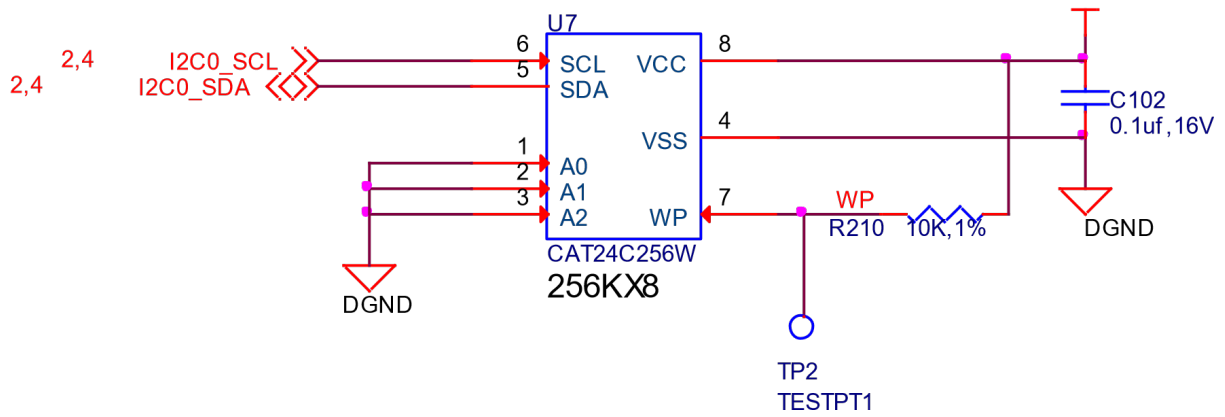 U7
2,4 I2C0_SCL 6 SCL VCC 8
2,4 I2C0_SDA 5 SDA
C102
0.1uf,16V
VSS 4
1 A0
2 A1
3 A2 WP 7 WP
R210 10K,1% DGND
CAT24C256W
256KX8
DGND
TP2
TESTPT1